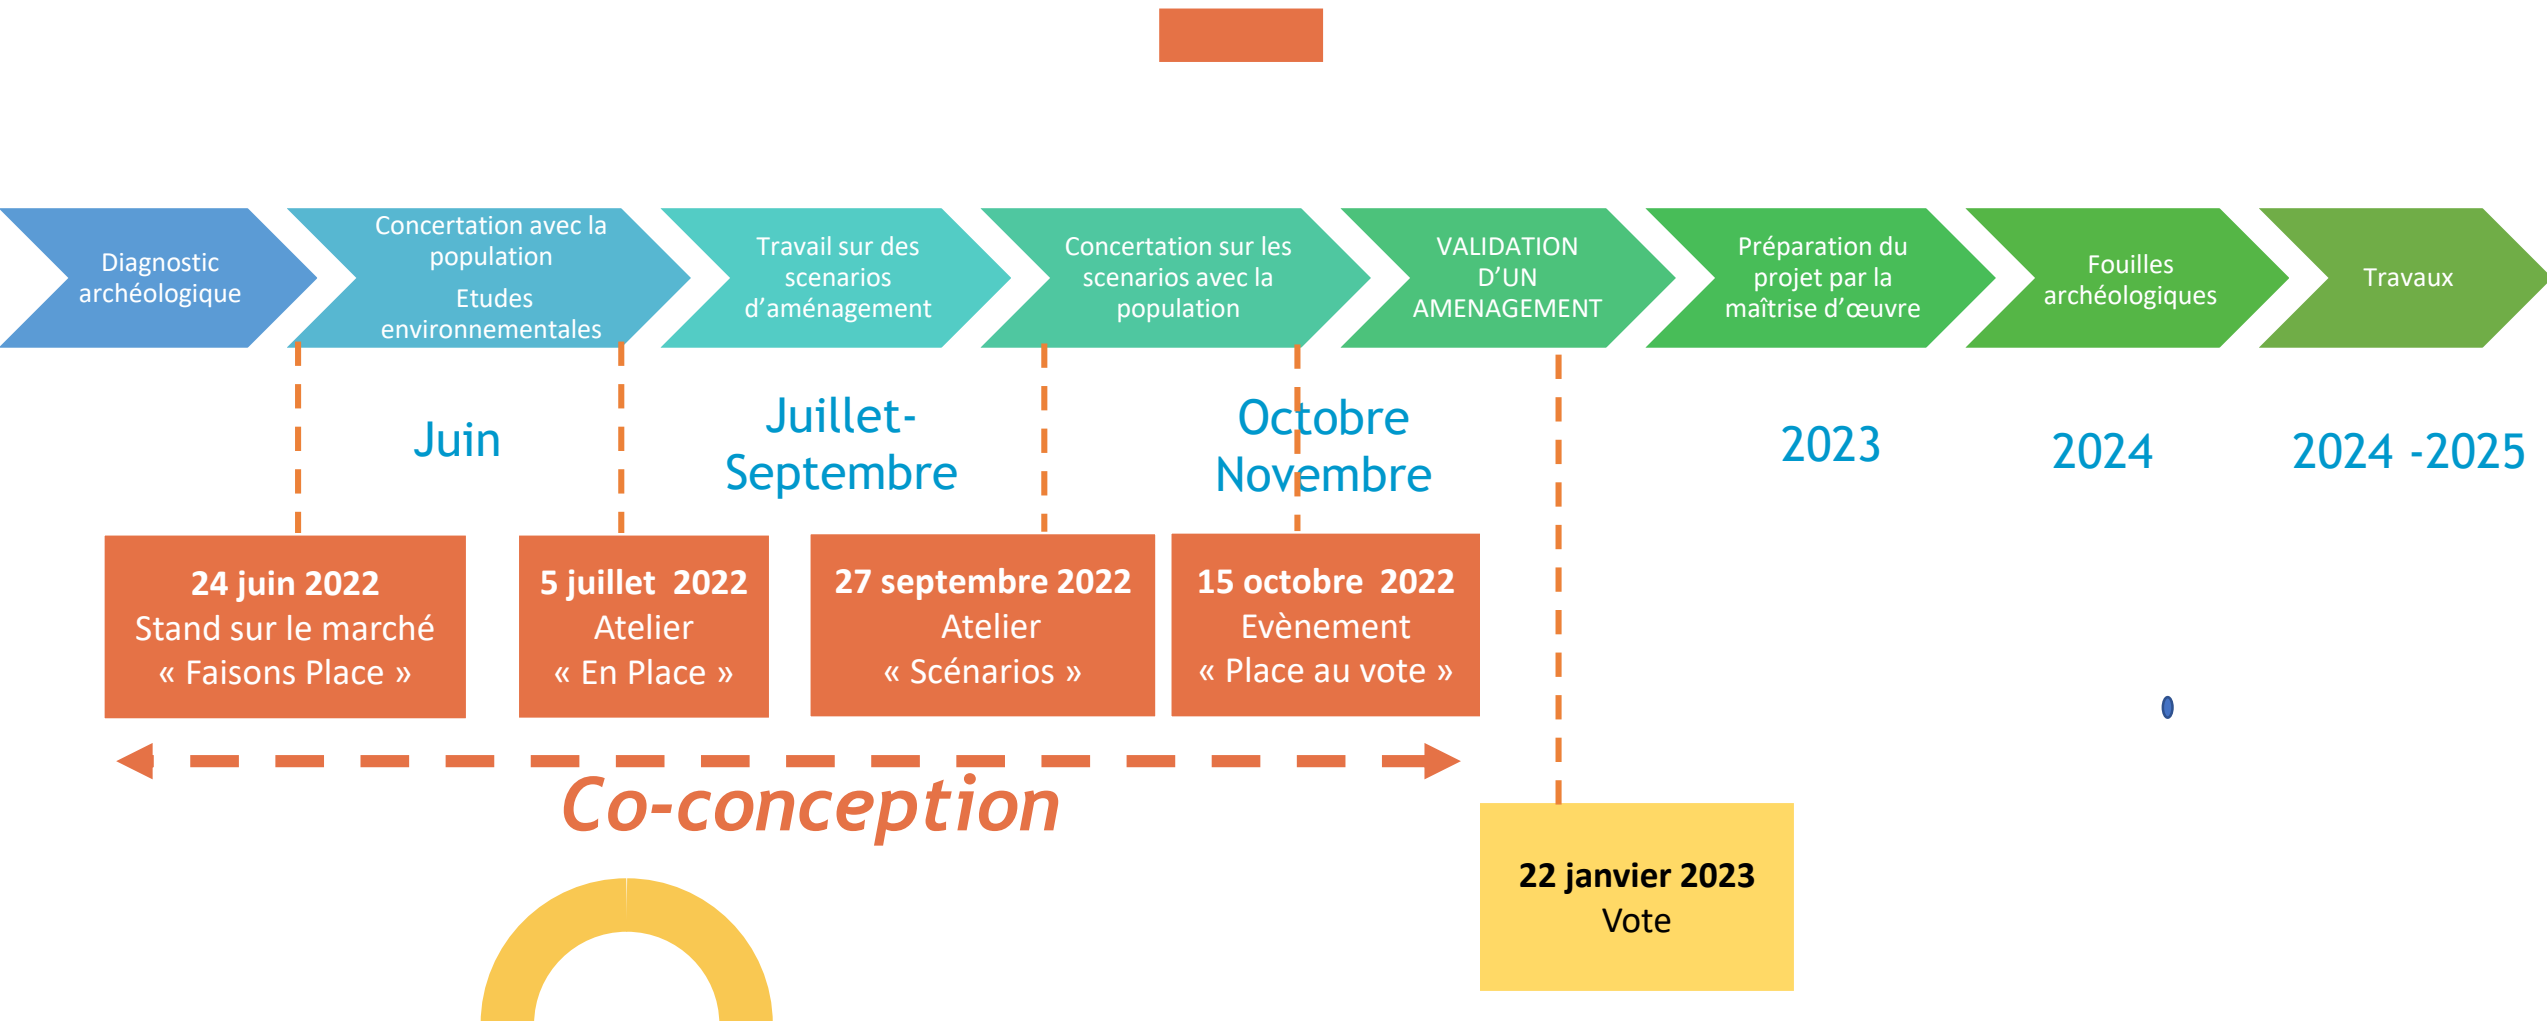 Diagnostic
archéologique
Concertation avec la
population
Etudes
environnementales
Travail sur des
scenarios
d’aménagement
Concertation sur les
scenarios avec la
population
VALIDATION
D’UN
AMENAGEMENT
Préparation du
projet par la
maîtrise d’œuvre
Fouilles
archéologiques
Travaux
Juin
Juillet-
Septembre
Octobre
Novembre
2023
2024
2024 -2025
24 juin 2022
Stand sur le marché
« Faisons Place »
5 juillet  2022
Atelier
« En Place »
27 septembre 2022
Atelier
« Scénarios »
15 octobre  2022
Evènement
« Place au vote »
Co-conception
22 janvier 2023
Vote